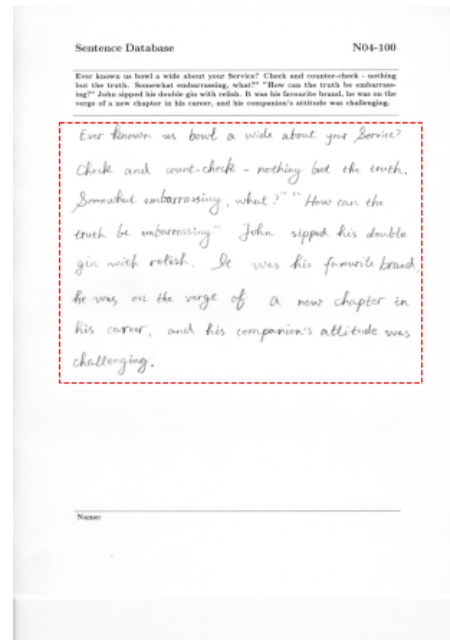 Sentence Database N04-100
Ever known us bowl a wide about your Service? Check and counter-check - nothing
but the truth. Somewhat embarrassing, what?" "How can the truth be embarrass-
ing?" John sipped his double gin with relish. It was his favourite brand, he was on the
verge of a new chapter in his career, and his companion's attitude was challenging.
Ever known us bowl a wide about your Service?
Check and count-check - nothing but the truth.
Somewhat embarrassing, what?" "How can the
truth be embarrossing" John sipped his double
gin with relish. It was his favourite brand,
he was on the verge of a new chapter in
his career, and his companion's attitude was
challenging.
Name: